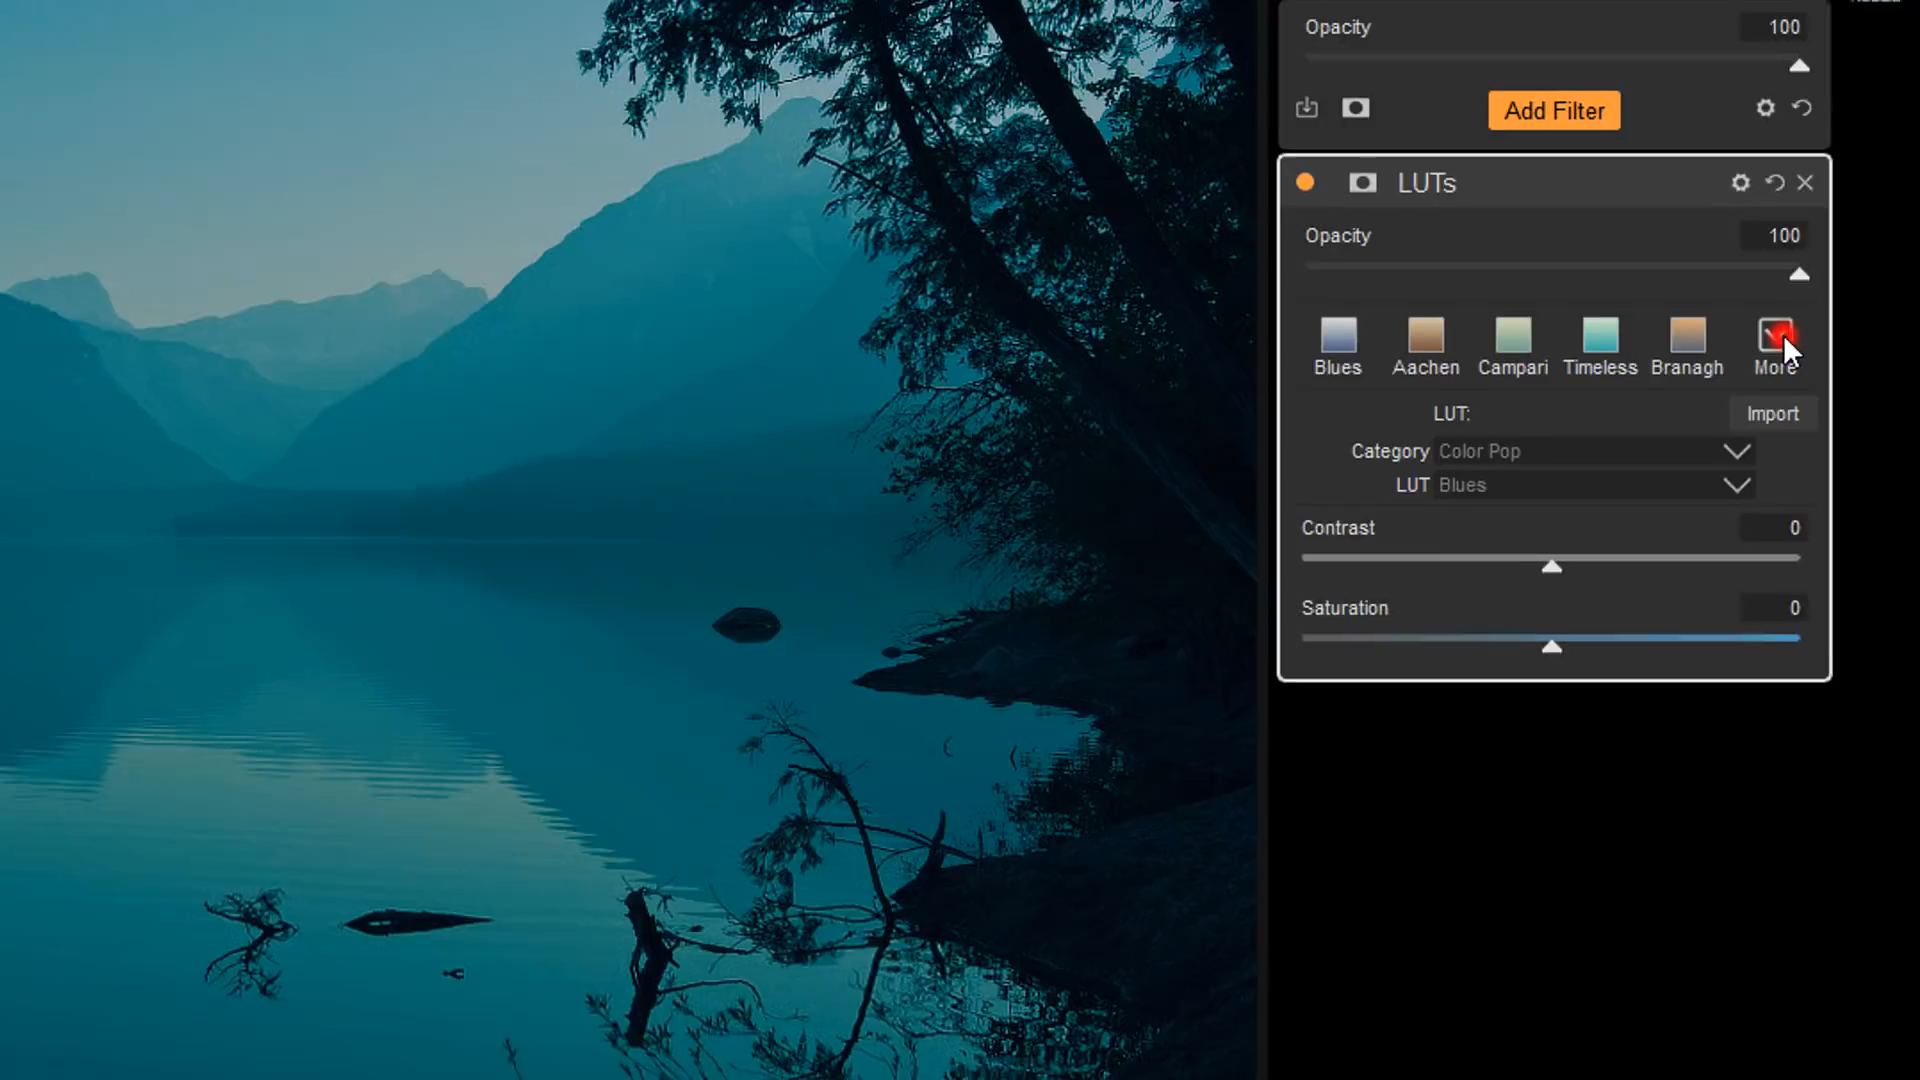 Opacity 100
Add Filter
LUTs
Opacity 100
Blues Aachen Campari Timeless Branagh More
LUT: Import
Category Color Pop
LUT Blues
Contrast 0
Saturation 0